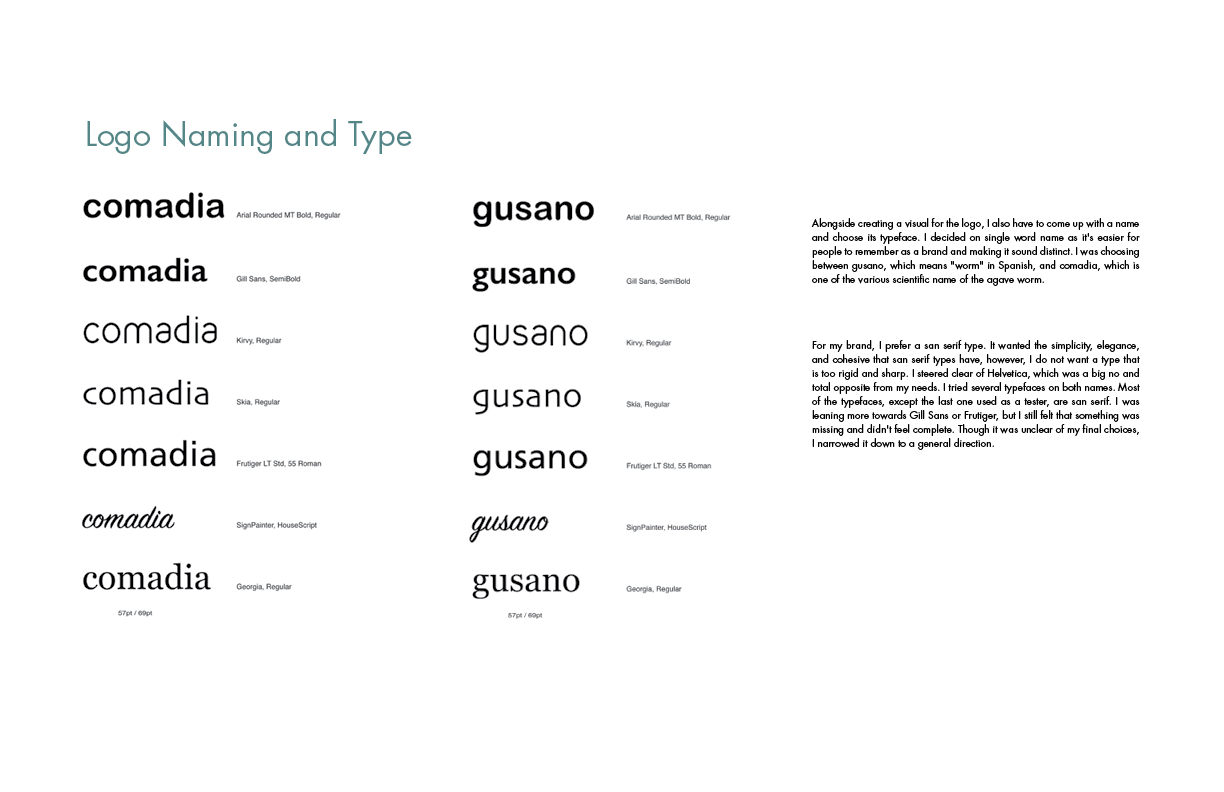 Logo Naming and Type
comadia Arial Rounded MT Bold, Regular
comadia Gill Sans, SemiBold
comadia Kirvy, Regular
comadia Skia, Regular
comadia Frutiger LT Std, 55 Roman
comadia SignPainter, HouseScript
comadia Georgia, Regular
57pt / 69pt
gusano Arial Rounded MT Bold, Regular
gusano Gill Sans, SemiBold
gusano Kirvy, Regular
gusano Skia, Regular
gusano Frutiger LT Std, 55 Roman
gusano SignPainter, HouseScript
gusano Georgia, Regular
57pt / 69pt
Alongside creating a visual for the logo, I also have to come up with a name
and choose its typeface. I decided on single word name as it's easier for
people to remember as a brand and making it sound distinct. I was choosing
between gusano, which means "worm" in Spanish, and comadia, which is
one of the various scientific name of the agave worm.
For my brand, I prefer a san serif type. It wanted the simplicity, elegance,
and cohesive that san serif types have, however, I do not want a type that
is too rigid and sharp. I steered clear of Helvetica, which was a big no and
total opposite from my needs. I tried several typefaces on both names. Most
of the typefaces, except the last one used as a tester, are san serif. I was
leaning more towards Gill Sans or Frutiger, but I still felt that something was
missing and didn't feel complete. Though it was unclear of my final choices,
I narrowed it down to a general direction.